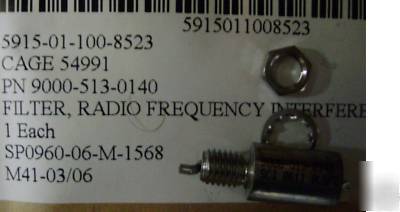 5915011008523
5915-01-100-8523
CAGE 54991
PN 9000-513-0140
FILTER, RADIO FREQUENCY INTERFERE
1 Each
SP0960-06-M-1568
M41-03/06